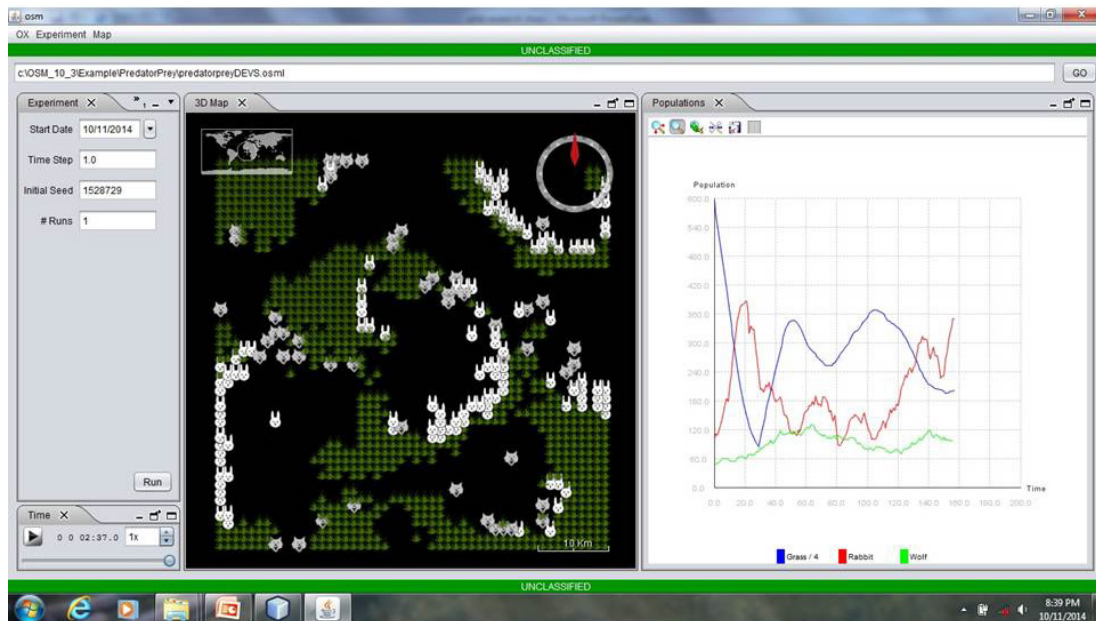 osm
OX Experiment Map
UNCLASSIFIED
c:\OSM_10_3\Example\PredatorPrey\predatorpreyDEVS.osml
GO
Experiment
Start Date 10/11/2014
Time Step 1.0
Initial Seed 1528729
# Runs 1
Run
Time
0 0 02:37.0 1x
3D Map
10 Km
Populations
Population
600.0
540.0
480.0
420.0
360.0
300.0
240.0
180.0
120.0
60.0
0.0
0.0 20.0 40.0 60.0 80.0 100.0 120.0 140.0 160.0 180.0 200.0
Time
Grass / 4 Rabbit Wolf
UNCLASSIFIED
8:39 PM
10/11/2014